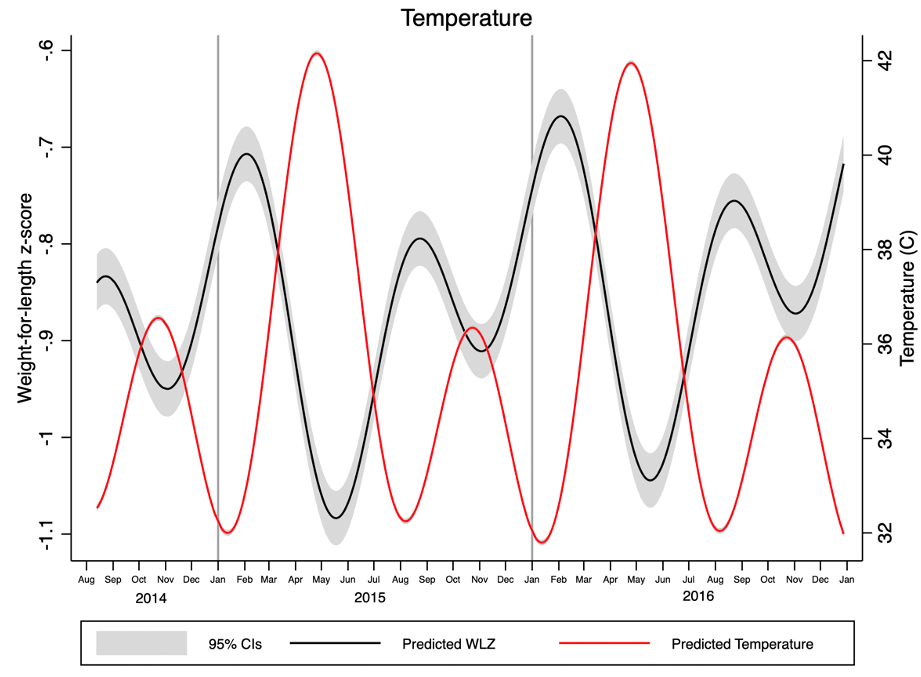 Temperature
Weight-for-length z-score
-.6
-.7
-.8
-.9
-1
-1.1
42
40
38
36
34
32
Temperature (C)
Aug Sep Oct Nov Dec Jan Feb Mar Apr May Jun Jul Aug Sep Oct Nov Dec Jan Feb Mar Apr May Jun Jul Aug Sep Oct Nov Dec Jan
2014 2015 2016
95% CIs Predicted WLZ Predicted Temperature